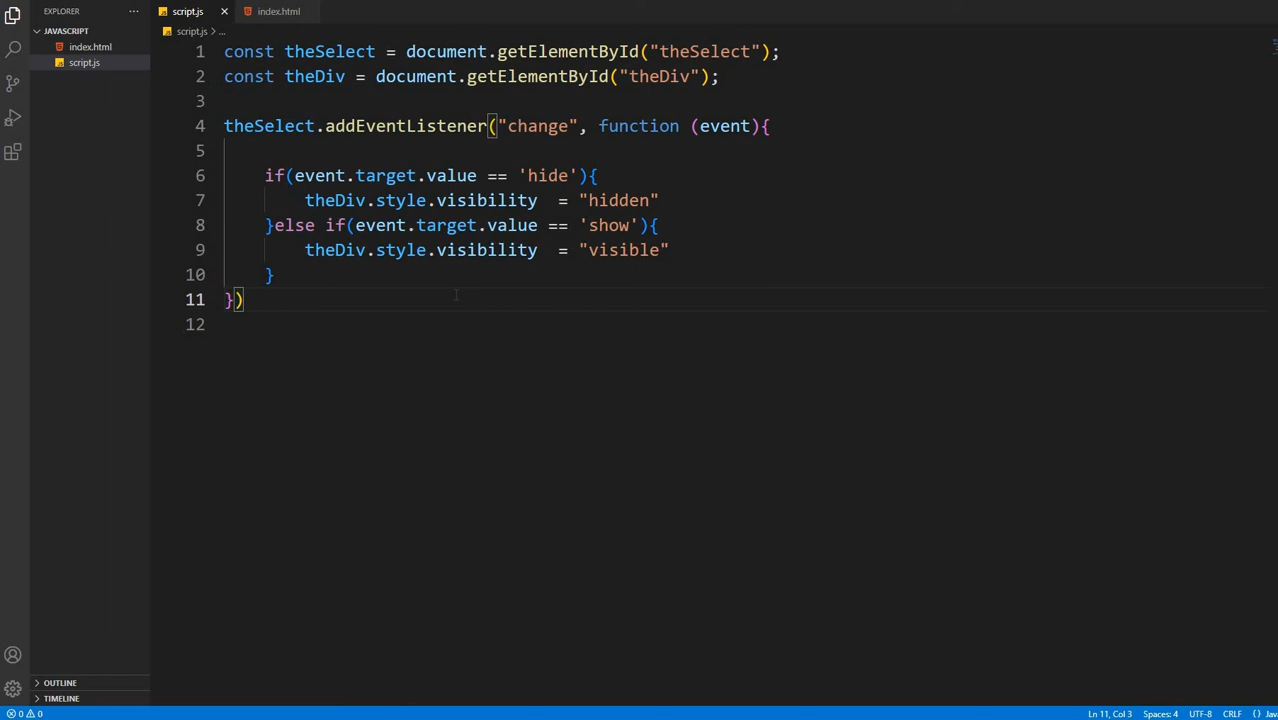 EXPLORER
JAVASCRIPT
index.html
script.js
OUTLINE
TIMELINE
script.js index.html
script.js > ...
1 const theSelect = document.getElementById("theSelect");
2 const theDiv = document.getElementById("theDiv");
3
4 theSelect.addEventListener("change", function (event){
5
6 if(event.target.value == 'hide'){
7 theDiv.style.visibility  = "hidden"
8 }else if(event.target.value == 'show'){
9 theDiv.style.visibility  = "visible"
10 }
11 })
12
0 0 Ln 11, Col 3 Spaces: 4 UTF-8 CRLF {} Jav